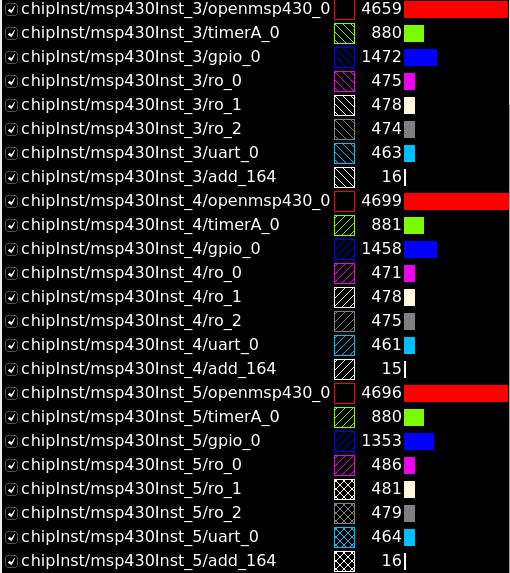 chipInst/msp430Inst_3/openmsp430_0 4659
chipInst/msp430Inst_3/timerA_0 880
chipInst/msp430Inst_3/gpio_0 1472
chipInst/msp430Inst_3/ro_0 475
chipInst/msp430Inst_3/ro_1 478
chipInst/msp430Inst_3/ro_2 474
chipInst/msp430Inst_3/uart_0 463
chipInst/msp430Inst_3/add_164 16
chipInst/msp430Inst_4/openmsp430_0 4699
chipInst/msp430Inst_4/timerA_0 881
chipInst/msp430Inst_4/gpio_0 1458
chipInst/msp430Inst_4/ro_0 471
chipInst/msp430Inst_4/ro_1 478
chipInst/msp430Inst_4/ro_2 475
chipInst/msp430Inst_4/uart_0 461
chipInst/msp430Inst_4/add_164 15
chipInst/msp430Inst_5/openmsp430_0 4696
chipInst/msp430Inst_5/timerA_0 880
chipInst/msp430Inst_5/gpio_0 1353
chipInst/msp430Inst_5/ro_0 486
chipInst/msp430Inst_5/ro_1 481
chipInst/msp430Inst_5/ro_2 479
chipInst/msp430Inst_5/uart_0 464
chipInst/msp430Inst_5/add_164 16